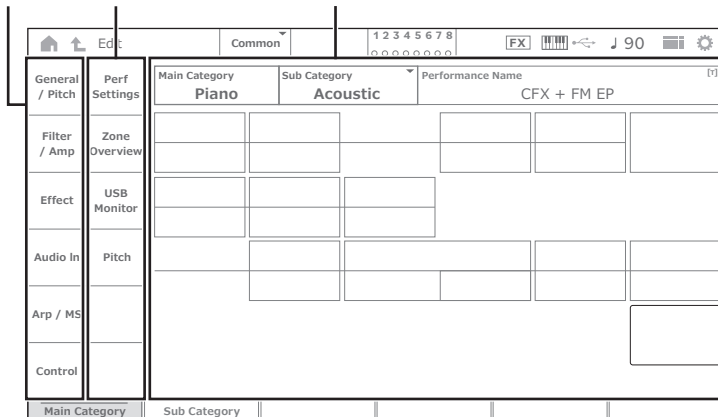 Edit
Common
1 2 3 4 5 6 7 8
FX
90
General
/ Pitch
Perf
Settings
Main Category
Piano
Sub Category
Acoustic
Performance Name
[T]
CFX + FM EP
Filter
/ Amp
Zone
Overview
Effect
USB
Monitor
Audio In
Pitch
Arp / MS
Control
Main Category
Sub Category